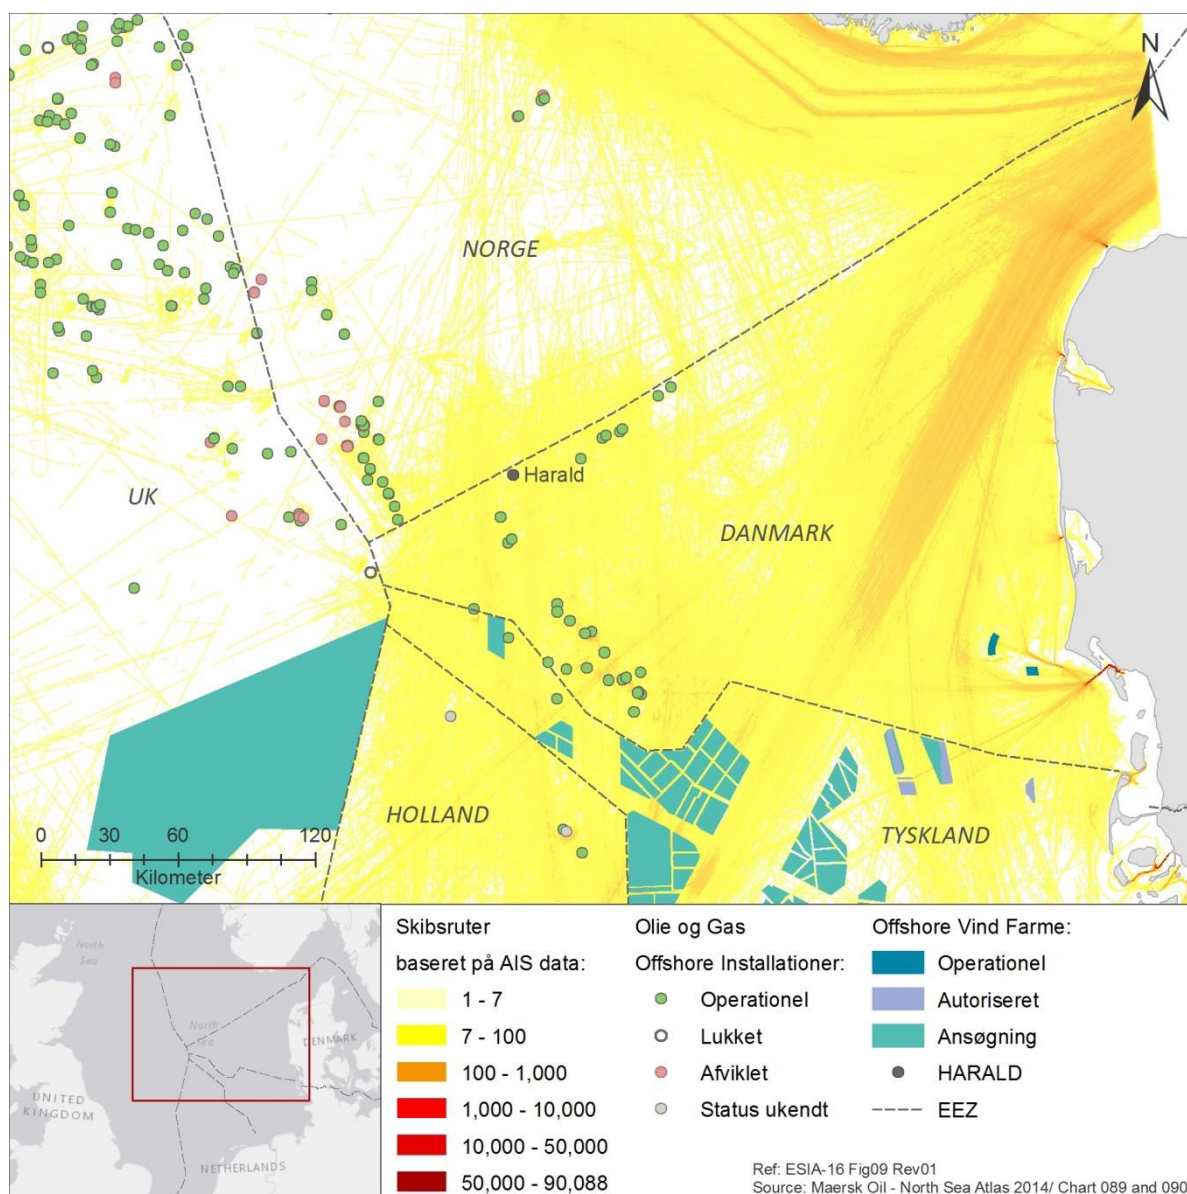 N
NORGE
Harald
UK
DANMARK
HOLLAND
TYSKLAND
0 30 60 120
Kilometer
North
Sea
North
Sea
DENMARK
UNITED
KINGDOM
NETHERLANDS
Skibsruter
baseret på AIS data:
1 - 7
7 - 100
100 - 1,000
1,000 - 10,000
10,000 - 50,000
50,000 - 90,088
Olie og Gas
Offshore Installationer:
Operationel
Lukket
Afviklet
Status ukendt
Offshore Vind Farme:
Operationel
Autoriseret
Ansøgning
HARALD
EEZ
Ref: ESIA-16 Fig09 Rev01
Source: Maersk Oil - North Sea Atlas 2014/ Chart 089 and 090